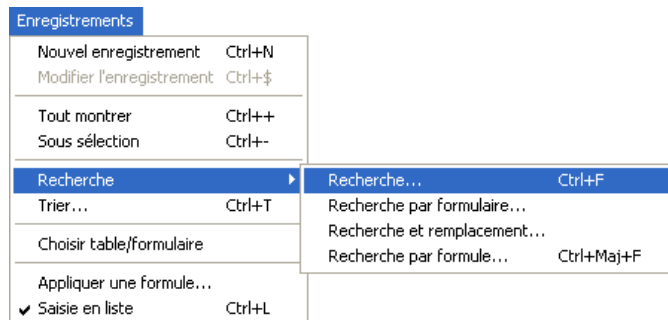 Enregistrements
Nouvel enregistrement Ctrl+N
Modifier l'enregistrement Ctrl+$
Tout montrer Ctrl++
Sous sélection Ctrl+-
Recherche
Trier... Ctrl+T
Choisir table/formulaire
Appliquer une formule...
Saisie en liste Ctrl+L
Recherche... Ctrl+F
Recherche par formulaire...
Recherche et remplacement...
Recherche par formule... Ctrl+Maj+F